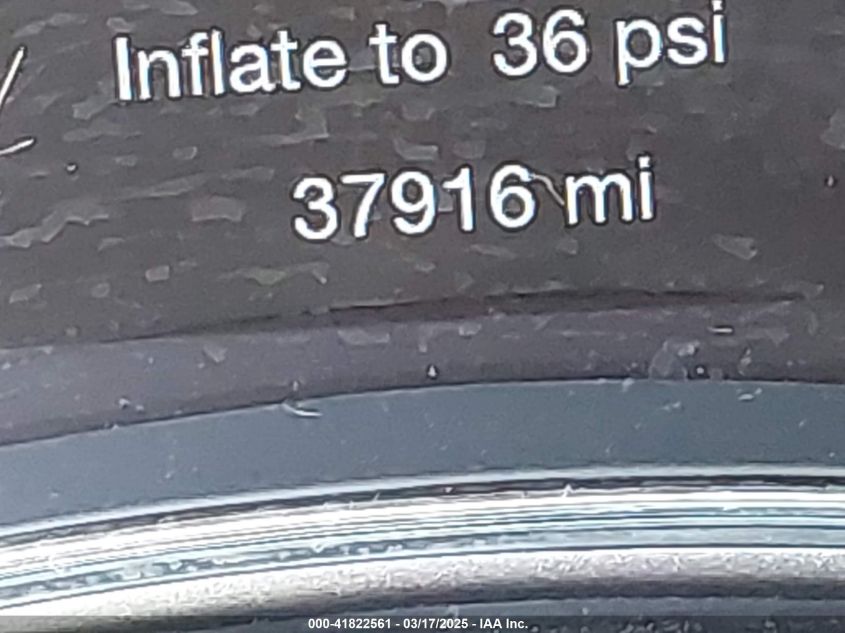 Inflate to 36 psi
37916 mi
000-41822561 - 03/17/2025 - IAA Inc.